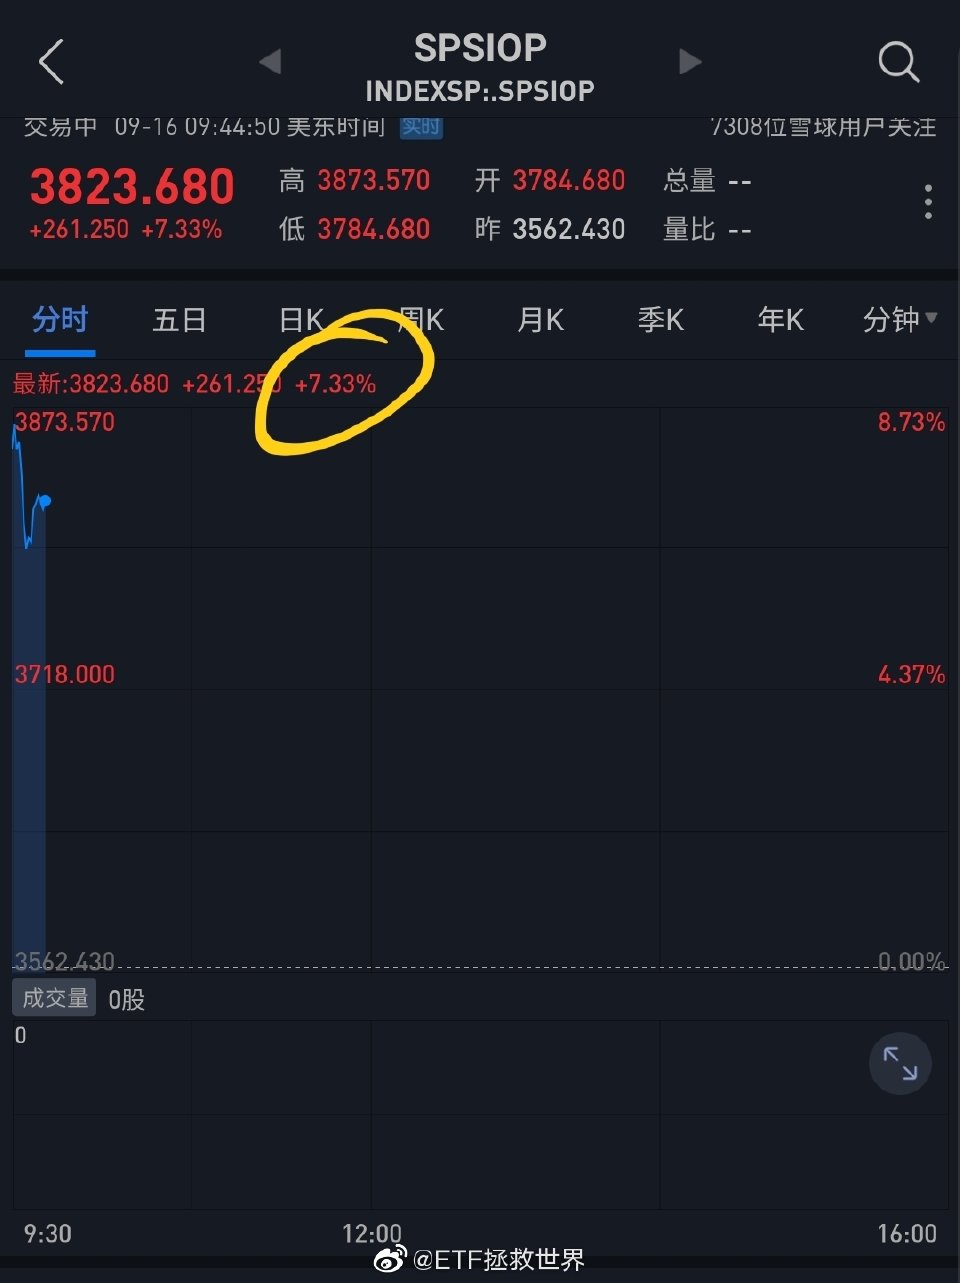 SPSIOP
INDEXSP:.SPSIOP
交易中 09-16 09:44:50 美东时间 实时 7308位雪球用户关注
3823.680 高 3873.570 开 3784.680 总量 --
+261.250 +7.33% 低 3784.680 昨 3562.430 量比 --
分时 五日 日K 周K 月K 季K 年K 分钟
最新:3823.680 +261.250 +7.33%
3873.570 8.73%
3718.000 4.37%
3562.430 0.00%
成交量 0股
0
9:30 12:00 16:00
@ETF拯救世界